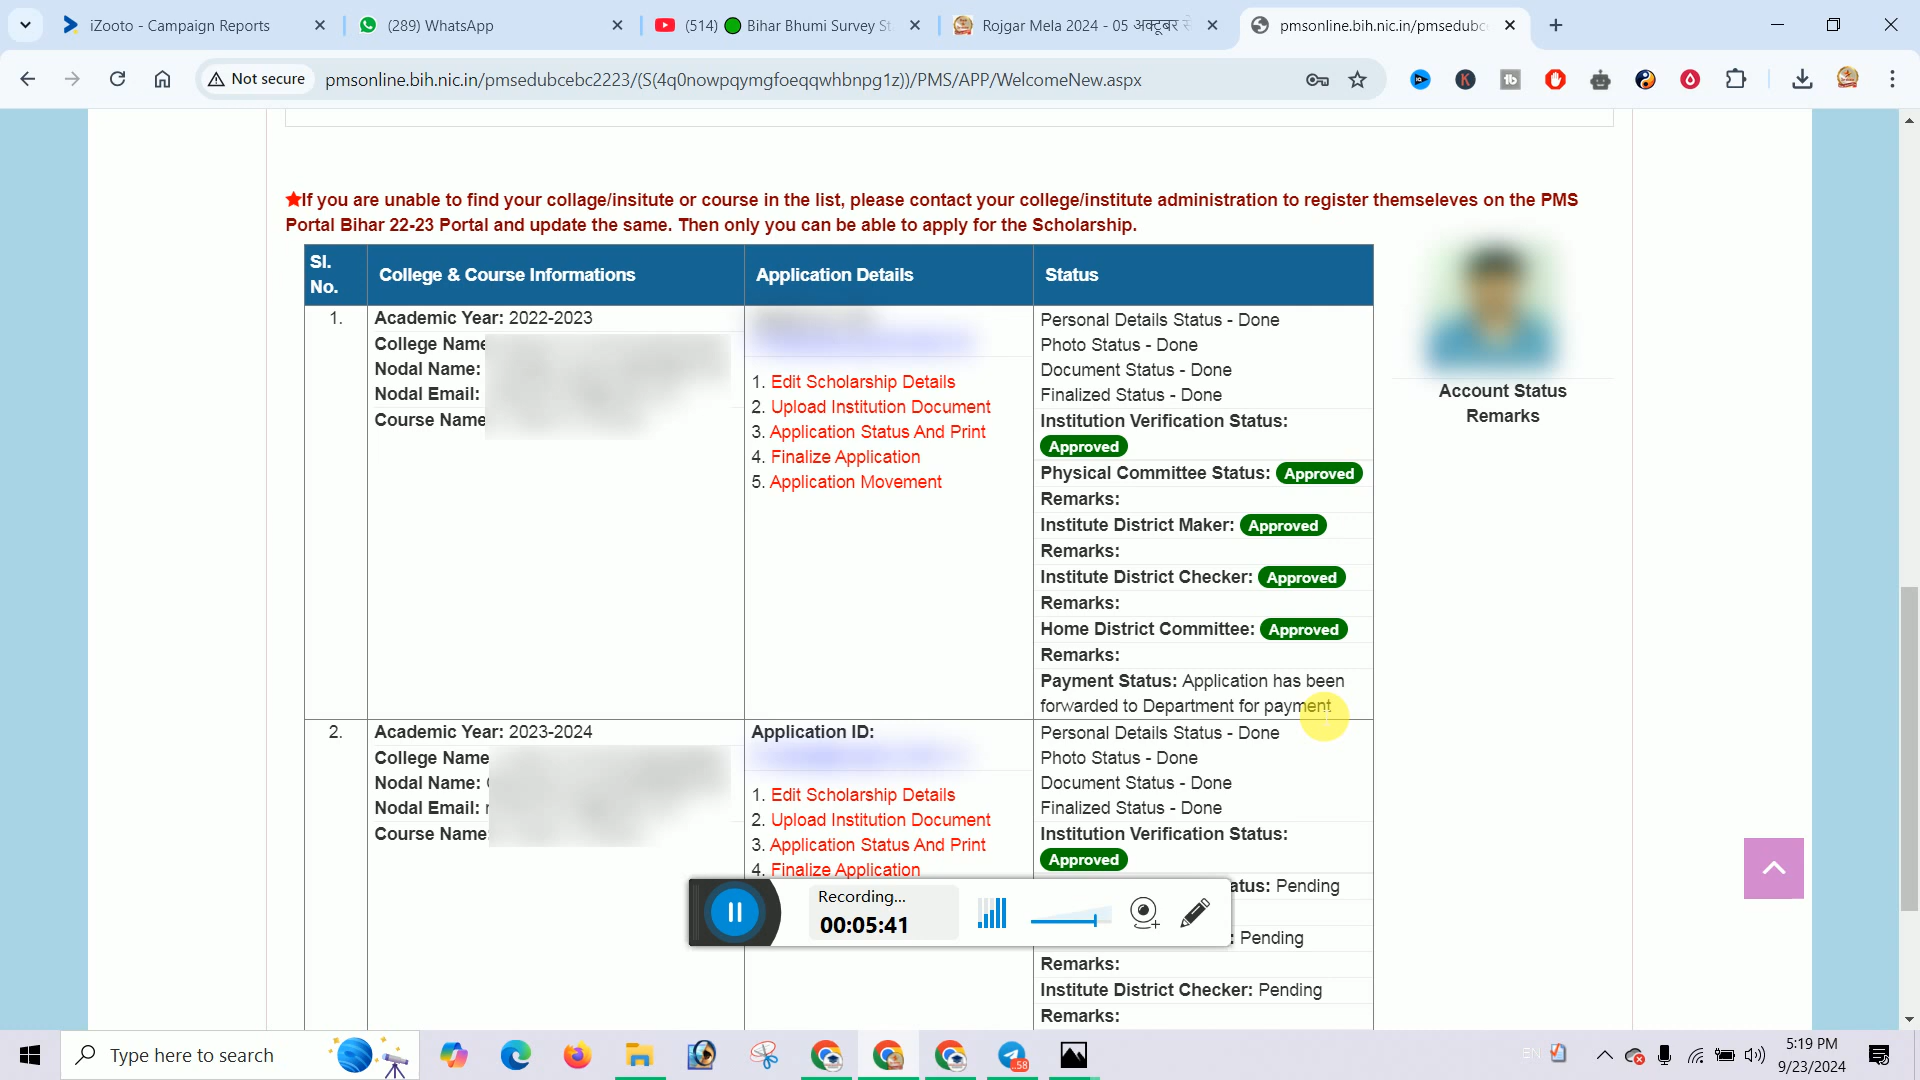 iZooto - Campaign Reports
(289) WhatsApp
(514) Bihar Bhumi Survey St
Rojgar Mela 2024 - 05 अक्टूबर से
pmsonline.bih.nic.in/pmsedubce
Not secure
pmsonline.bih.nic.in/pmsedubcebc2223/(S(4q0nowpqymgfoeqqwhbnpg1z))/PMS/APP/WelcomeNew.aspx
If you are unable to find your collage/insitute or course in the list, please contact your college/institute administration to register themseleves on the PMS
Portal Bihar 22-23 Portal and update the same. Then only you can be able to apply for the Scholarship.
Sl. No.
College & Course Informations
Application Details
Status
1.
Academic Year: 2022-2023
College Name
Nodal Name:
Nodal Email:
Course Name
1. Edit Scholarship Details
2. Upload Institution Document
3. Application Status And Print
4. Finalize Application
5. Application Movement
Personal Details Status - Done
Photo Status - Done
Document Status - Done
Finalized Status - Done
Institution Verification Status:
Approved
Physical Committee Status: Approved
Remarks:
Institute District Maker: Approved
Remarks:
Institute District Checker: Approved
Remarks:
Home District Committee: Approved
Remarks:
Payment Status: Application has been
forwarded to Department for payment
Account Status
Remarks
2.
Academic Year: 2023-2024
College Name
Nodal Name:
Nodal Email:
Course Name:
Application ID:
1. Edit Scholarship Details
2. Upload Institution Document
3. Application Status And Print
4. Finalize Application
Personal Details Status - Done
Photo Status - Done
Document Status - Done
Finalized Status - Done
Institution Verification Status:
Approved
atus: Pending
: Pending
Remarks:
Institute District Checker: Pending
Remarks:
Recording...
00:05:41
Type here to search
58
EN
5:19 PM
9/23/2024